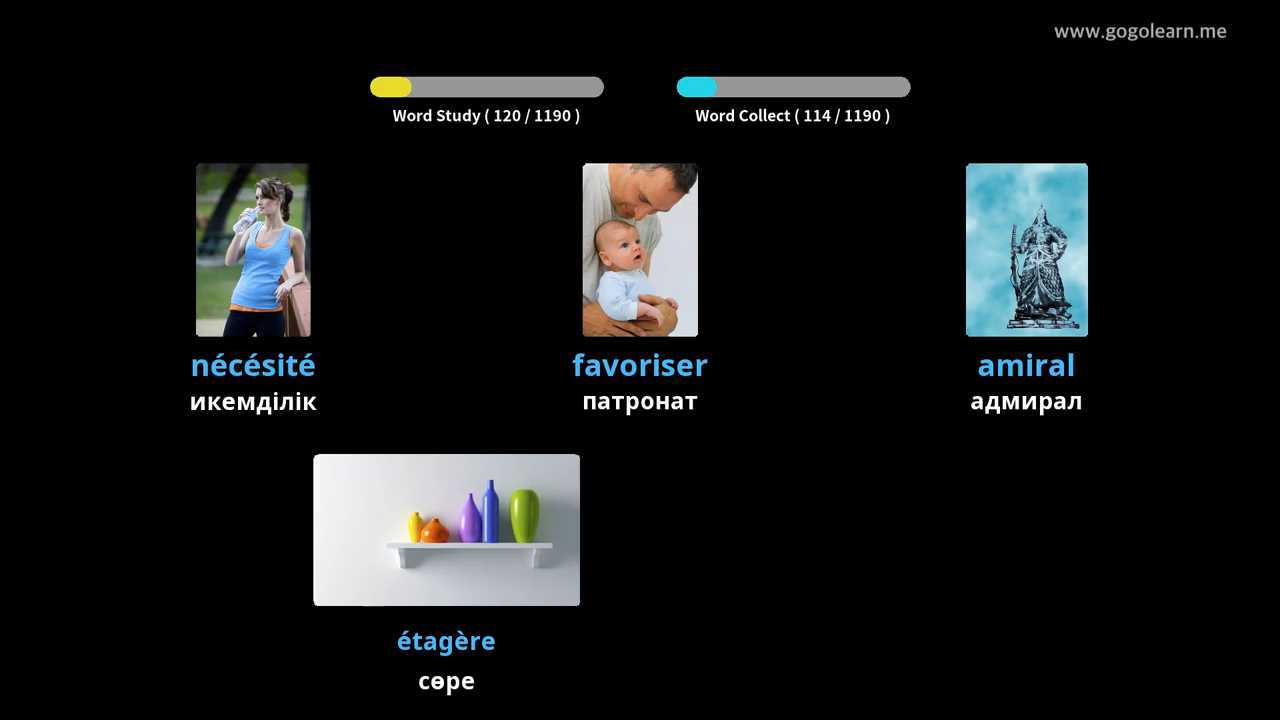 www.gogolearn.me
Word Study ( 120 / 1190 )
Word Collect ( 114 / 1190 )
nécésité
favoriser
amiral
икемділік
патронат
адмирал
étagère
сөре